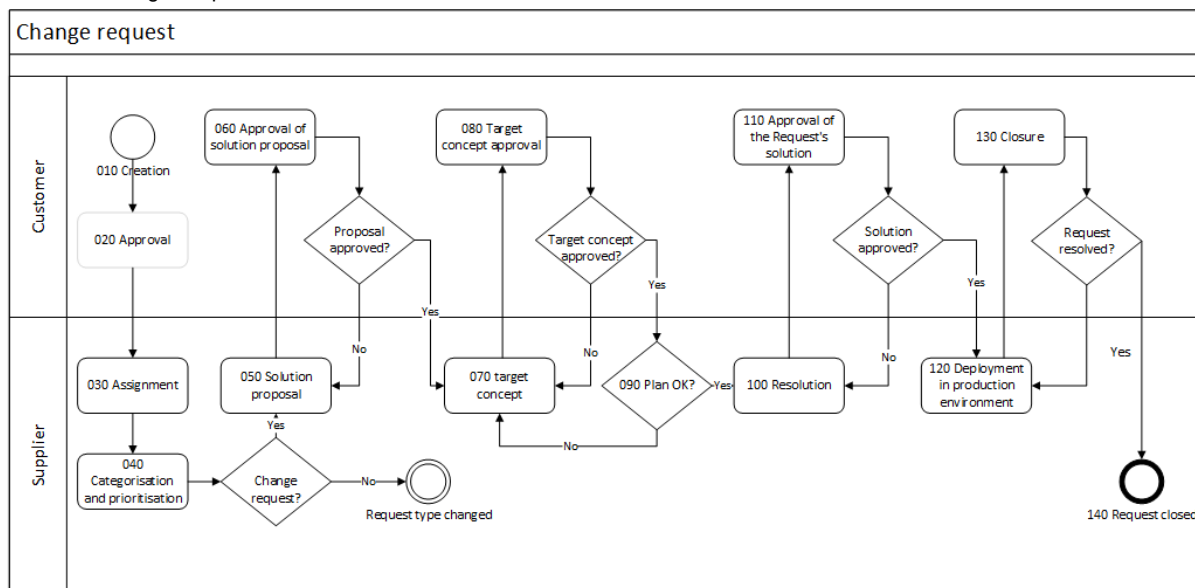 Change request
Customer
010 Creation
020 Approval
060 Approval of
solution proposal
Proposal
approved?
Yes
No
080 Target
concept approval
Target concept
approved?
Yes
No
110 Approval of
the Request's
solution
Solution
approved?
Yes
No
130 Closure
Request
resolved?
Yes
Supplier
030 Assignment
040
Categorisation
and prioritisation
Change
request?
Yes
No
Request type changed
050 Solution
proposal
070 target
concept
090 Plan OK?
Yes
No
100 Resolution
120 Deployment
in production
environment
140 Request closed